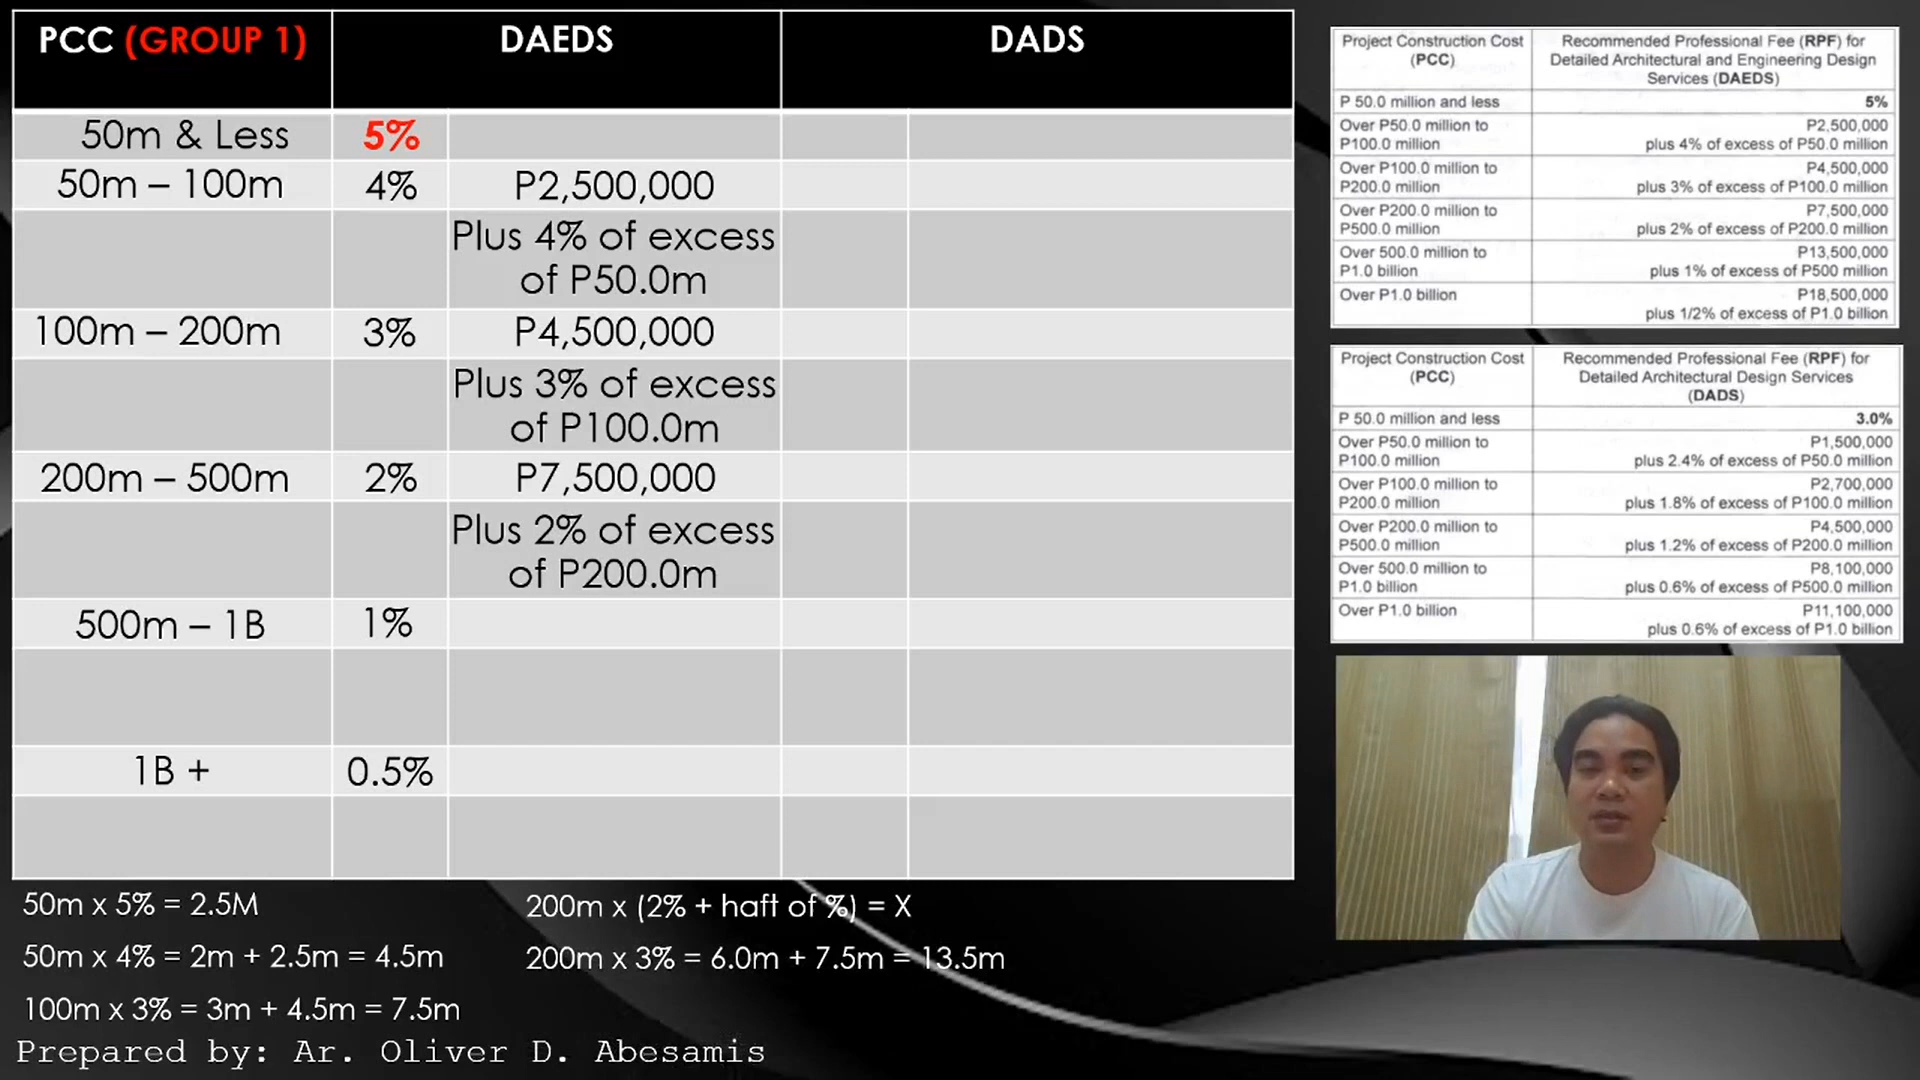 PCC (GROUP 1)
DAEDS
DADS
50m & Less
5%
50m – 100m
4%
P2,500,000
Plus 4% of excess
of P50.0m
100m – 200m
3%
P4,500,000
Plus 3% of excess
of P100.0m
200m – 500m
2%
P7,500,000
Plus 2% of excess
of P200.0m
500m – 1B
1%
1B +
0.5%
50m x 5% = 2.5M
50m x 4% = 2m + 2.5m = 4.5m
100m x 3% = 3m + 4.5m = 7.5m
200m x (2% + haft of %) = X
200m x 3% = 6.0m + 7.5m = 13.5m
Prepared by: Ar. Oliver D. Abesamis
Project Construction Cost
(PCC)
Recommended Professional Fee (RPF) for
Detailed Architectural and Engineering Design
Services (DAEDS)
P 50.0 million and less
5%
Over P50.0 million to
P100.0 million
P2,500,000
plus 4% of excess of P50.0 million
Over P100.0 million to
P200.0 million
P4,500,000
plus 3% of excess of P100.0 million
Over P200.0 million to
P500.0 million
P7,500,000
plus 2% of excess of P200.0 million
Over 500.0 million to
P1.0 billion
P13,500,000
plus 1% of excess of P500 million
Over P1.0 billion
P18,500,000
plus 1/2% of excess of P1.0 billion
Project Construction Cost
(PCC)
Recommended Professional Fee (RPF) for
Detailed Architectural Design Services
(DADS)
P 50.0 million and less
3.0%
Over P50.0 million to
P100.0 million
P1,500,000
plus 2.4% of excess of P50.0 million
Over P100.0 million to
P200.0 million
P2,700,000
plus 1.8% of excess of P100.0 million
Over P200.0 million to
P500.0 million
P4,500,000
plus 1.2% of excess of P200.0 million
Over 500.0 million to
P1.0 billion
P8,100,000
plus 0.6% of excess of P500.0 million
Over P1.0 billion
P11,100,000
plus 0.6% of excess of P1.0 billion